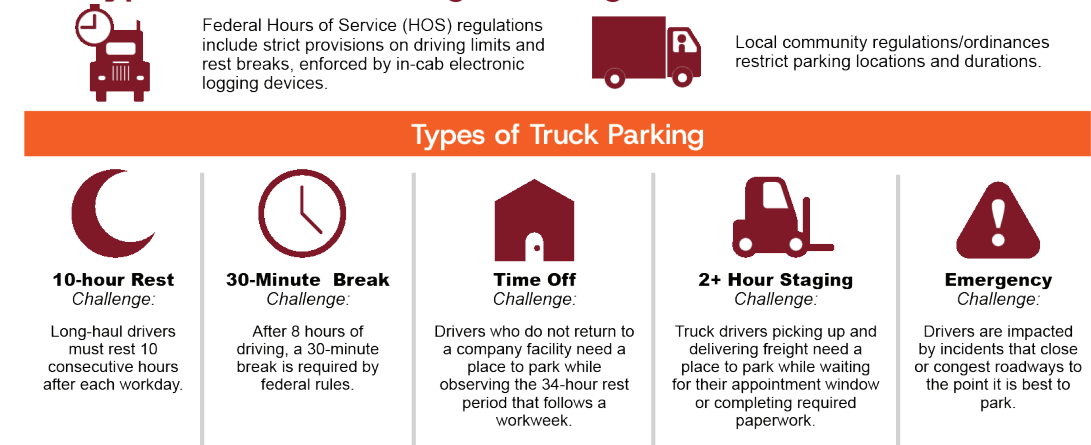 Federal Hours of Service (HOS) regulations
include strict provisions on driving limits and
rest breaks, enforced by in-cab electronic
logging devices.
Local community regulations/ordinances
restrict parking locations and durations.
Types of Truck Parking
10-hour Rest
Challenge:
Long-haul drivers
must rest 10
consecutive hours
after each workday.
30-Minute Break
Challenge:
After 8 hours of
driving, a 30-minute
break is required by
federal rules.
Time Off
Challenge:
Drivers who do not return to
a company facility need a
place to park while
observing the 34-hour rest
period that follows a
workweek.
2+ Hour Staging
Challenge:
Truck drivers picking up and
delivering freight need a
place to park while waiting
for their appointment window
or completing required
paperwork.
Emergency
Challenge:
Drivers are impacted
by incidents that close
or congest roadways to
the point it is best to
park.